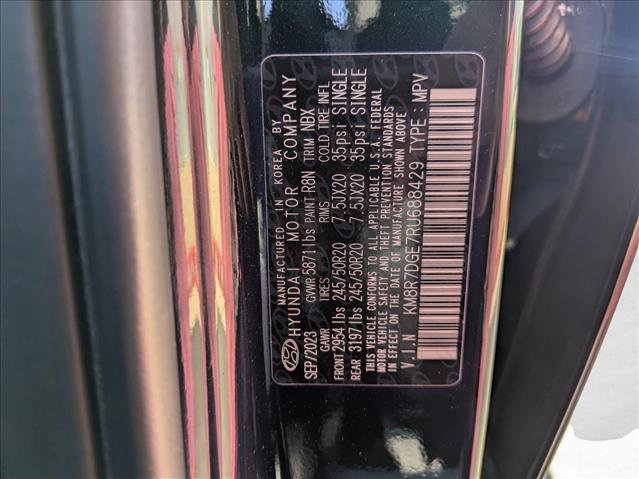 MANUFACTURED IN KOREA BY
HYUNDAI MOTOR COMPANY
SEP/2023 GVWR 5871 lbs PAINT R8N TRIM NBX
GAWR TIRES RIMS COLD TIRE INFL
FRONT 2954 lbs 245/50R20 7.5JX20 35psi SINGLE
REAR 3197 lbs 245/50R20 7.5JX20 35psi SINGLE
THIS VEHICLE CONFORMS TO ALL APPLICABLE U.S.A. FEDERAL
MOTOR VEHICLE SAFETY AND THEFT PREVENTION STANDARDS
IN EFFECT ON THE DATE OF MANUFACTURE SHOWN ABOVE
V.I.N : KM8R7DGE7RU688429 TYPE : MPV